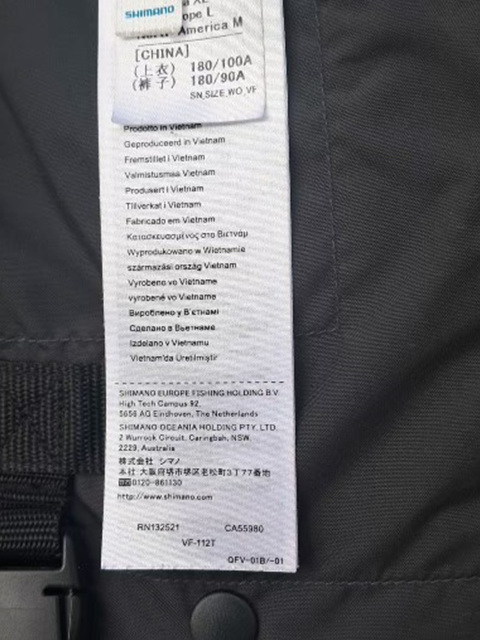 SHIMANO
ope L
America M
[CHINA]
(上衣) 180/100A
(裤子) 180/90A
SN_SIZE_WO_VF
Prodotto in Vietnam
Geproduceerd in Vietnam
Fremstillet i Vietnam
Valmistusmaa Vietnam
Produsert i Vietnam
Tillverkat i Vietnam
Fabricado em Vietnam
Κατασκευασμένος στο Βιετνάμ
Wyprodukowano w Wietnamie
származási ország Vietnam
Vyrobeno ve Vietname
vyrobené vo Vietname
Вироблено у В'єтнамі
Сделано в Вьетнаме
Izdelano v Vietnamu
Vietnam'da Üretilmiştir
SHIMANO EUROPE FISHING HOLDING B.V.
High Tech Campus 92,
5656 AG Eindhoven, The Netherlands
SHIMANO OCEANIA HOLDING PTY. LTD.
2 Wurrook Circuit, Caringbah, NSW,
2229, Australia
株式会社 シマノ
本社 大阪府堺市堺区老松町3丁77番地
0120-861130
http://www.shimano.com
RN132521 CA55980
VF-112T
QFV-01B/-01